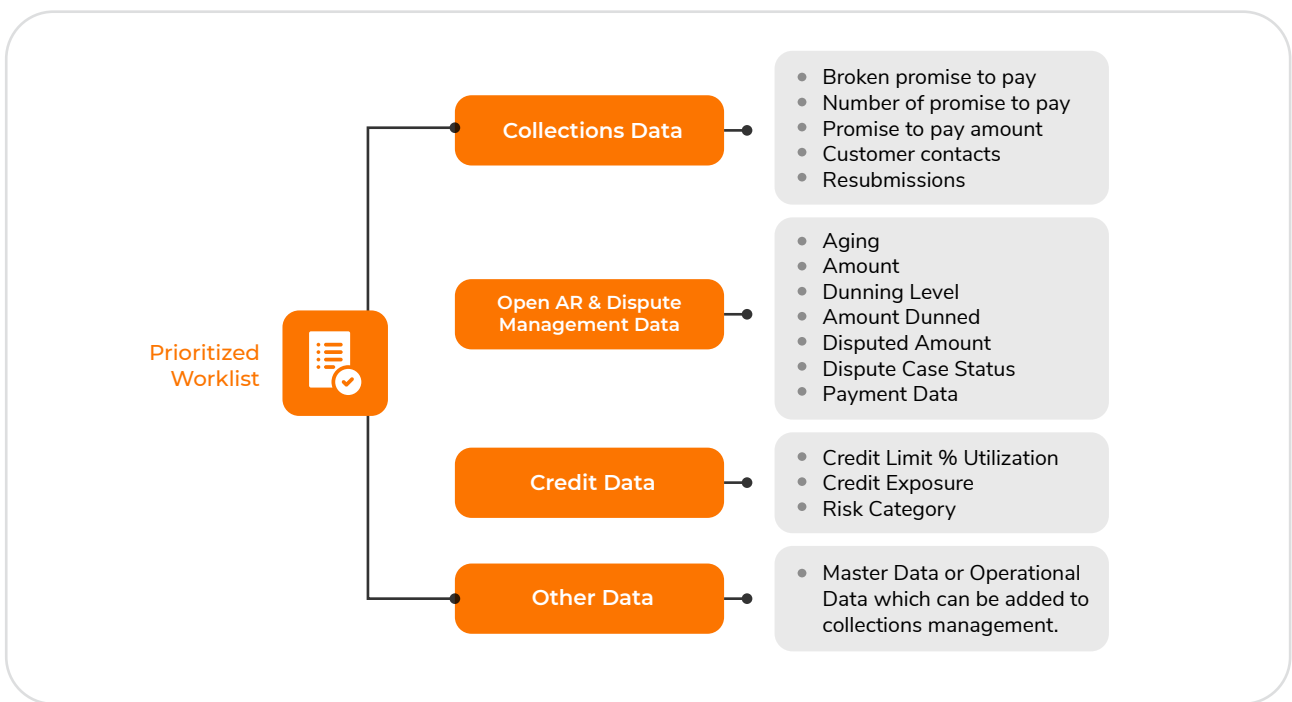 Prioritized
Worklist
Collections Data
Broken promise to pay
Number of promise to pay
Promise to pay amount
Customer contacts
Resubmissions
Open AR & Dispute
Management Data
Aging
Amount
Dunning Level
Amount Dunned
Disputed Amount
Dispute Case Status
Payment Data
Credit Data
Credit Limit % Utilization
Credit Exposure
Risk Category
Other Data
Master Data or Operational
Data which can be added to
collections management.